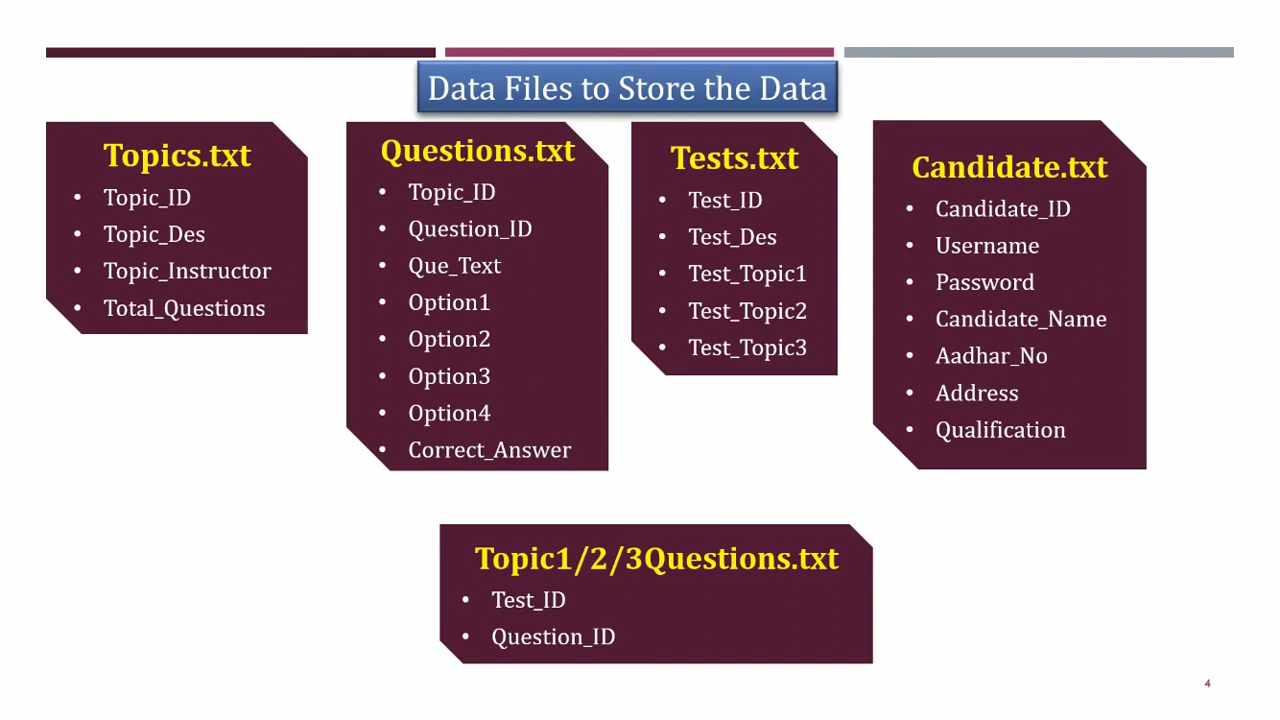 Data Files to Store the Data
Topics.txt
• Topic_ID
• Topic_Des
• Topic_Instructor
• Total_Questions
Questions.txt
• Topic_ID
• Question_ID
• Que_Text
• Option1
• Option2
• Option3
• Option4
• Correct_Answer
Tests.txt
• Test_ID
• Test_Des
• Test_Topic1
• Test_Topic2
• Test_Topic3
Candidate.txt
• Candidate_ID
• Username
• Password
• Candidate_Name
• Aadhar_No
• Address
• Qualification
Topic1/2/3Questions.txt
• Test_ID
• Question_ID
4